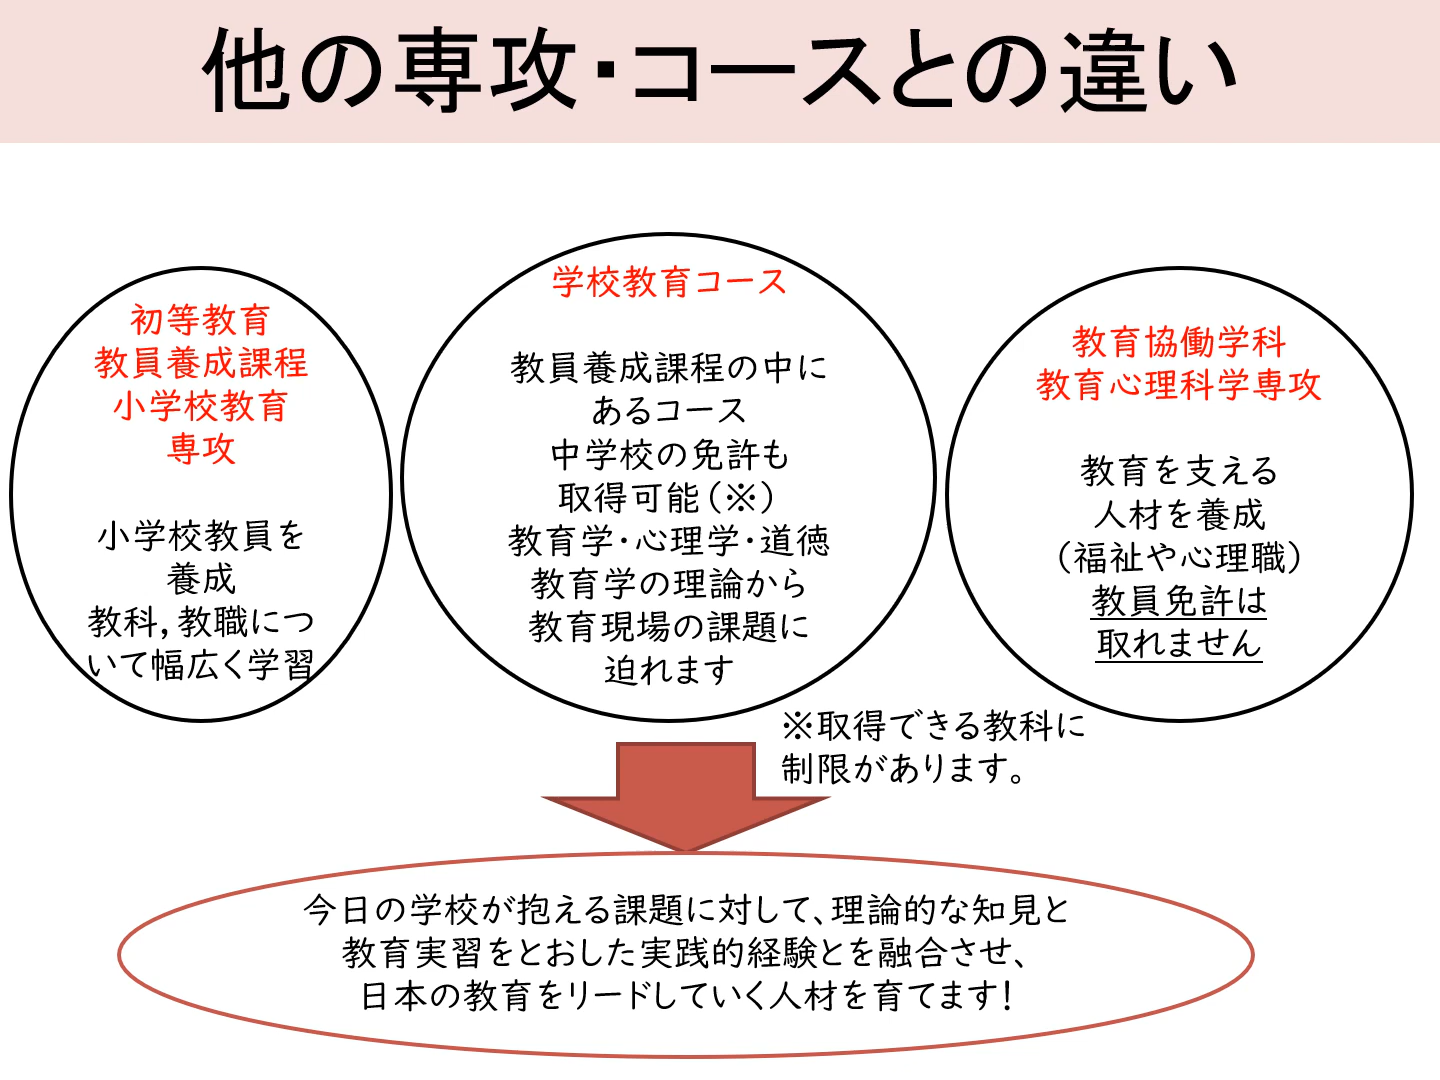 他の専攻・コースとの違い
初等教育
教員養成課程
小学校教育
専攻
小学校教員を
養成
教科，教職につ
いて幅広く学習
学校教育コース
教員養成課程の中に
あるコース
中学校の免許も
取得可能（※）
教育学・心理学・道徳
教育学の理論から
教育現場の課題に
迫れます
教育協働学科
教育心理科学専攻
教育を支える
人材を養成
（福祉や心理職）
教員免許は
取れません
※取得できる教科に
制限があります。
今日の学校が抱える課題に対して、理論的な知見と
教育実習をとおした実践的経験とを融合させ、
日本の教育をリードしていく人材を育てます！